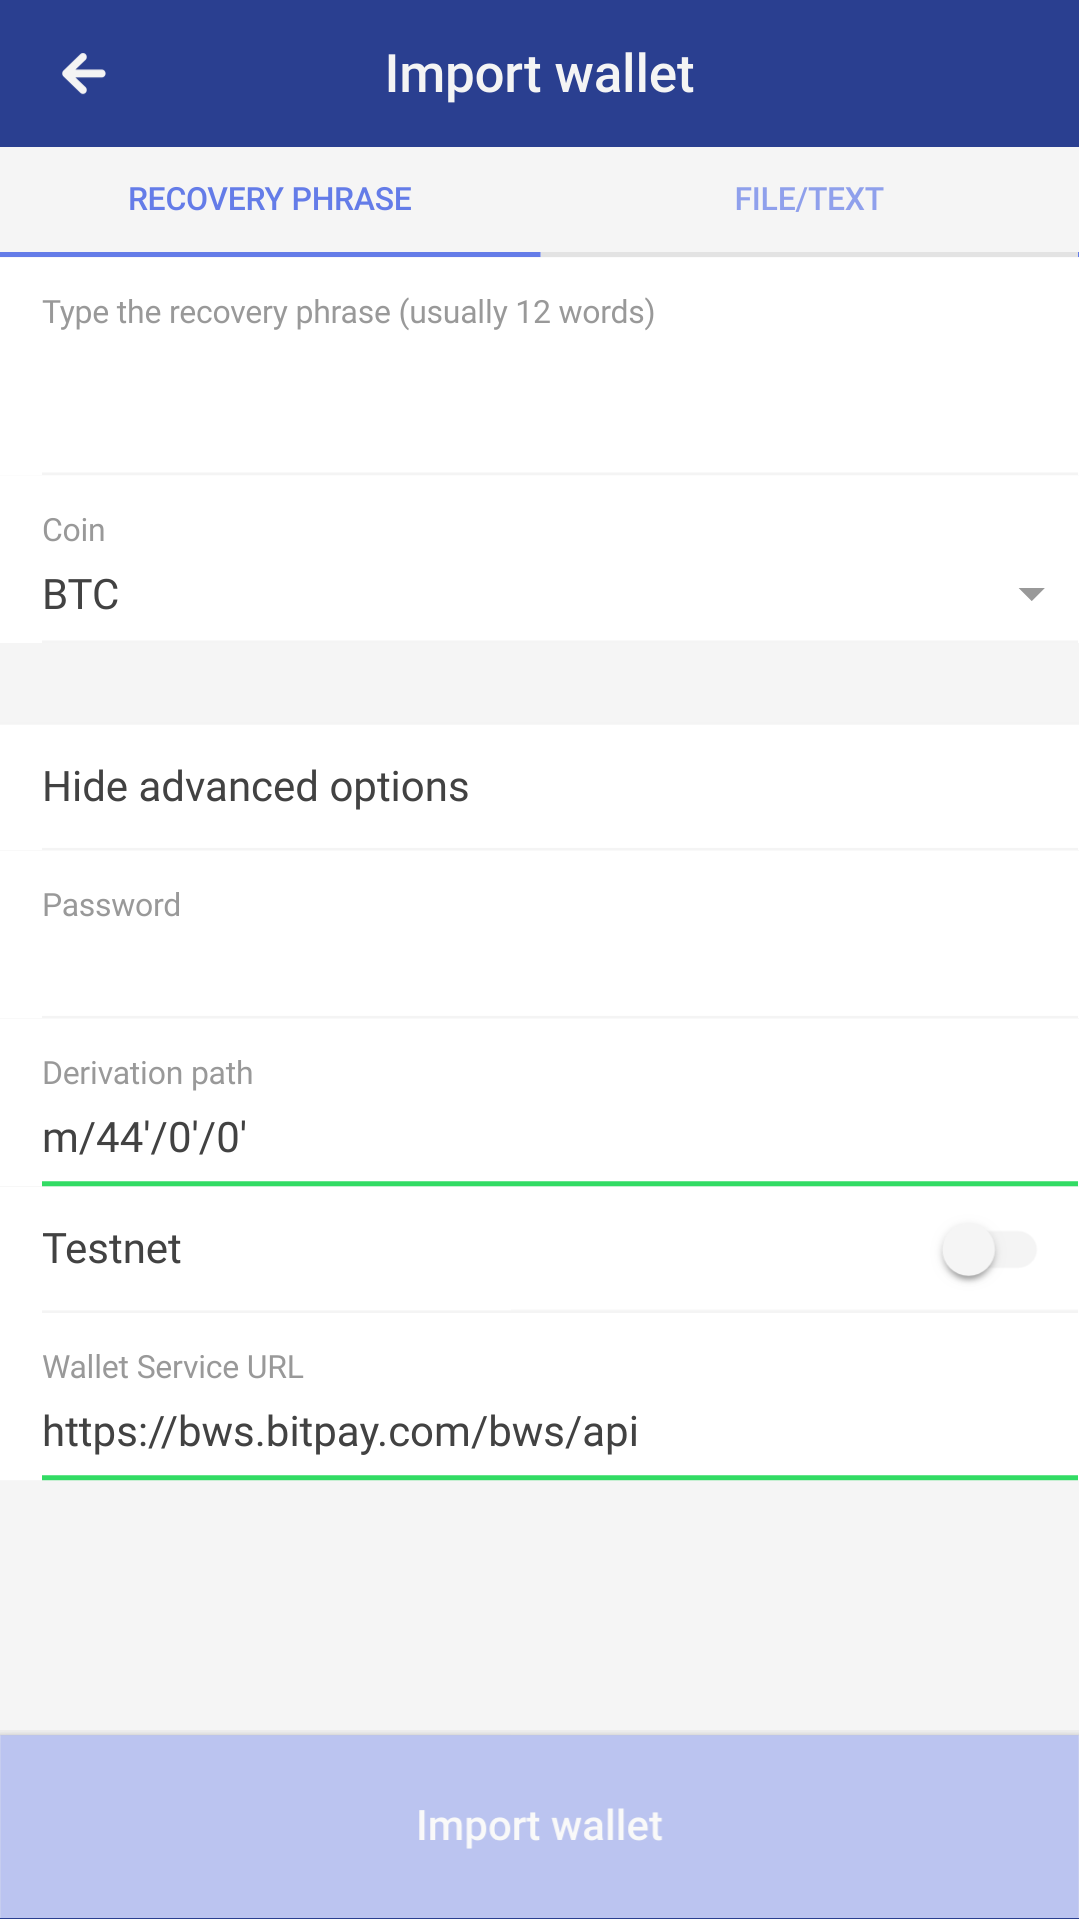 Import wallet
RECOVERY PHRASE
FILE/TEXT
Type the recovery phrase (usually 12 words)
Coin
BTC
Hide advanced options
Password
Derivation path
m/44'/0'/0'
Testnet
Wallet Service URL
https://bws.bitpay.com/bws/api
Import wallet